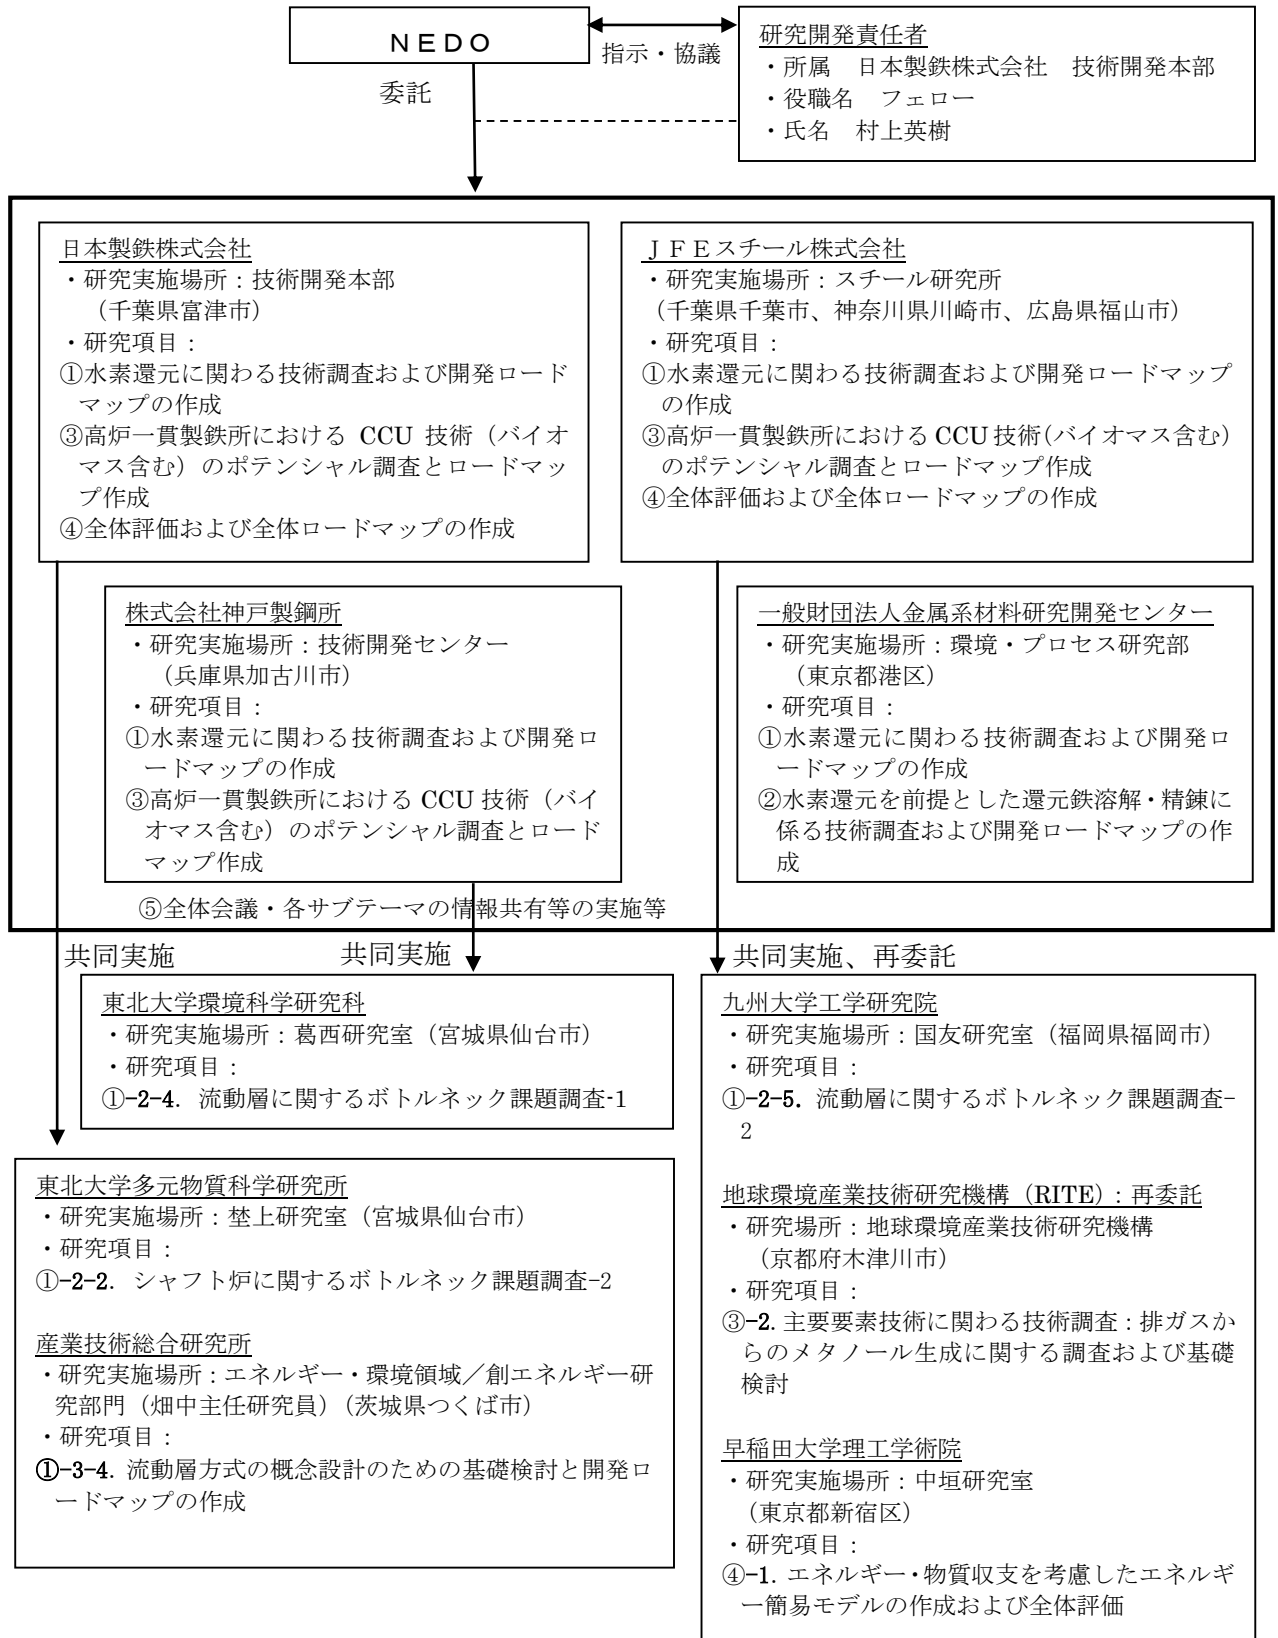 NEDO
指示・協議
研究開発責任者
・所属 日本製鉄株式会社 技術開発本部
・役職名 フェロー
・氏名 村上英樹
委託
日本製鉄株式会社
・研究実施場所：技術開発本部
（千葉県富津市）
・研究項目：
①水素還元に関わる技術調査および開発ロード
マップの作成
③高炉一貫製鉄所における CCU 技術（バイオ
マス含む）のポテンシャル調査とロードマッ
プ作成
④全体評価および全体ロードマップの作成
ＪＦＥスチール株式会社
・研究実施場所：スチール研究所
（千葉県千葉市、神奈川県川崎市、広島県福山市）
・研究項目：
①水素還元に関わる技術調査および開発ロードマップ
の作成
③高炉一貫製鉄所における CCU 技術（バイオマス含む）
のポテンシャル調査とロードマップ作成
④全体評価および全体ロードマップの作成
株式会社神戸製鋼所
・研究実施場所：技術開発センター
（兵庫県加古川市）
・研究項目：
①水素還元に関わる技術調査および開発ロ
ードマップの作成
③高炉一貫製鉄所における CCU 技術（バイ
オマス含む）のポテンシャル調査とロード
マップ作成
一般財団法人金属系材料研究開発センター
・研究実施場所：環境・プロセス研究部
（東京都港区）
・研究項目：
①水素還元に関わる技術調査および開発ロ
ードマップの作成
②水素還元を前提とした還元鉄溶解・精錬に
係る技術調査および開発ロードマップの作
成
⑤全体会議・各サブテーマの情報共有等の実施等
共同実施
共同実施
共同実施、再委託
東北大学環境科学研究科
・研究実施場所：葛西研究室（宮城県仙台市）
・研究項目：
①-2-4. 流動層に関するボトルネック課題調査-1
東北大学多元物質科学研究所
・研究実施場所：埜上研究室（宮城県仙台市）
・研究項目：
①-2-2. シャフト炉に関するボトルネック課題調査-2
産業技術総合研究所
・研究実施場所：エネルギー・環境領域／創エネルギー研
究部門（畑中主任研究員）（茨城県つくば市）
・研究項目：
①-3-4. 流動層方式の概念設計のための基礎検討と開発ロ
ードマップの作成
九州大学工学研究院
・研究実施場所：国友研究室（福岡県福岡市）
・研究項目：
①-2-5. 流動層に関するボトルネック課題調査-
2
地球環境産業技術研究機構（RITE）：再委託
・研究場所：地球環境産業技術研究機構
（京都府木津川市）
・研究項目：
③-2. 主要要素技術に関わる技術調査：排ガスか
らのメタノール生成に関する調査および基礎
検討
早稲田大学理工学術院
・研究実施場所：中垣研究室
（東京都新宿区）
・研究項目：
④-1. エネルギー・物質収支を考慮したエネルギ
ー簡易モデルの作成および全体評価